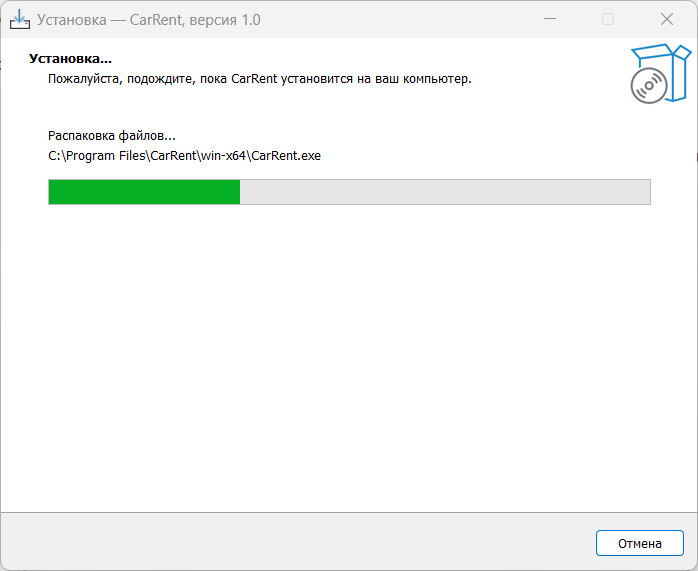 Установка — CarRent, версия 1.0
Установка...
Пожалуйста, подождите, пока CarRent установится на ваш компьютер.
Распаковка файлов...
C:\Program Files\CarRent\win-x64\CarRent.exe
Отмена